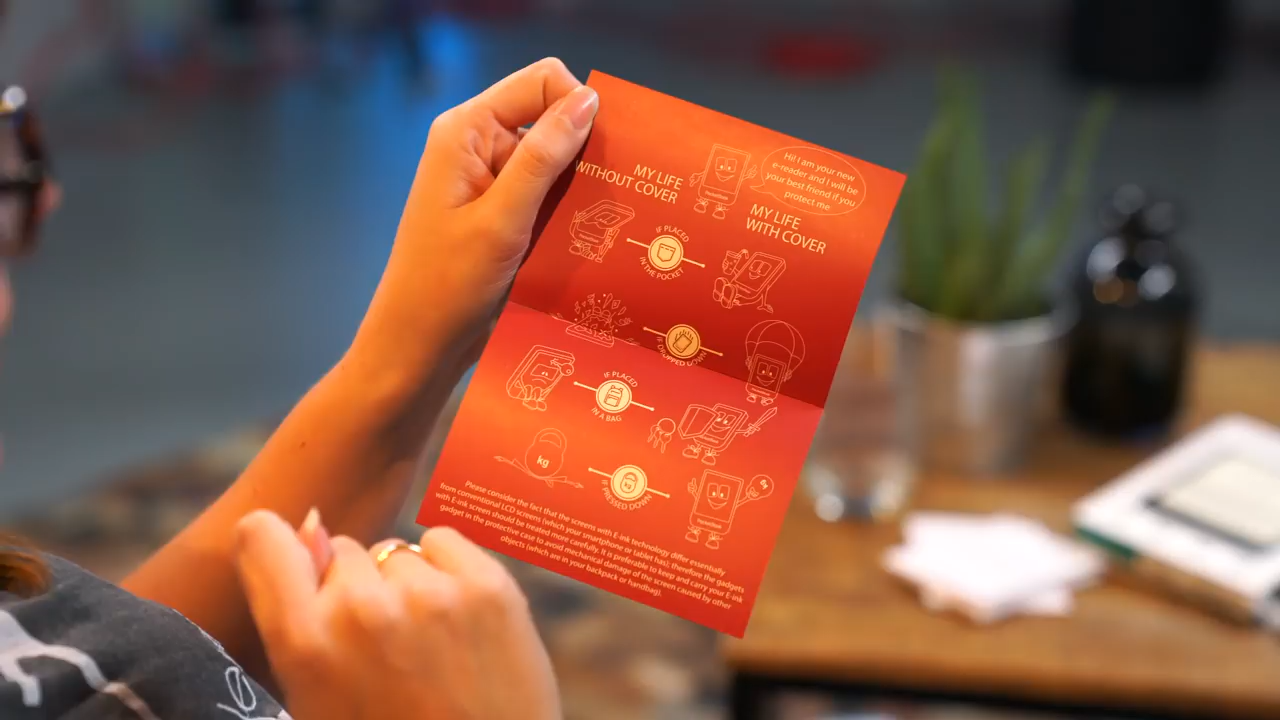 Hi! I am your new
e-reader and I will be
your best friend if you
protect me
MY LIFE
WITHOUT COVER
MY LIFE
WITH COVER
IF PLACED
IN THE POCKET
IF DROPPED DOWN
IF PLACED
IN A BAG
kg
PRESSED DOWN
Please consider the fact that the screens with E-ink technology differ essentially
from conventional LCD screens (which your smartphone or tablet has); therefore the gadgets
with E-ink screen should be treated more carefully. It is preferable to keep and carry your E-ink
gadget in the protective case to avoid mechanical damage of the screen caused by other
objects (which are in your backpack or handbag).